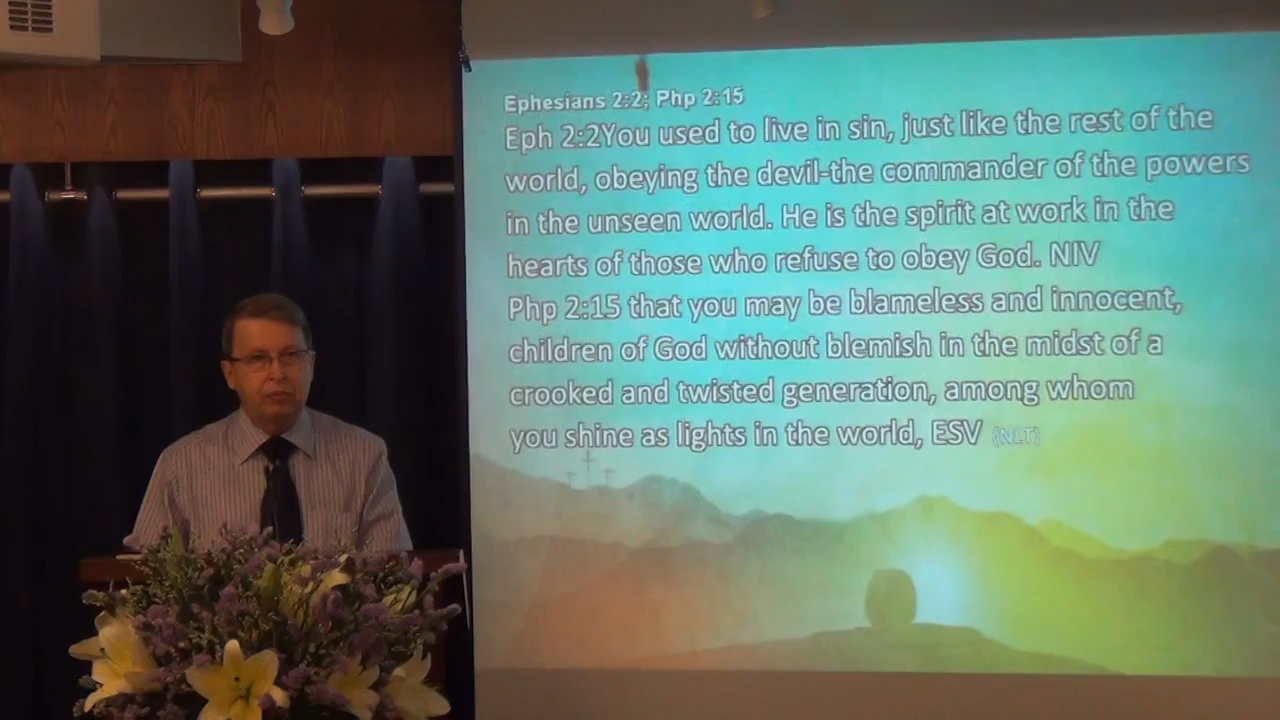 Ephesians 2:2; Php 2:15
Eph 2:2You used to live in sin, just like the rest of the
world, obeying the devil-the commander of the powers
in the unseen world. He is the spirit at work in the
hearts of those who refuse to obey God. NIV
Php 2:15 that you may be blameless and innocent,
children of God without blemish in the midst of a
crooked and twisted generation, among whom
you shine as lights in the world, ESV (NLT)